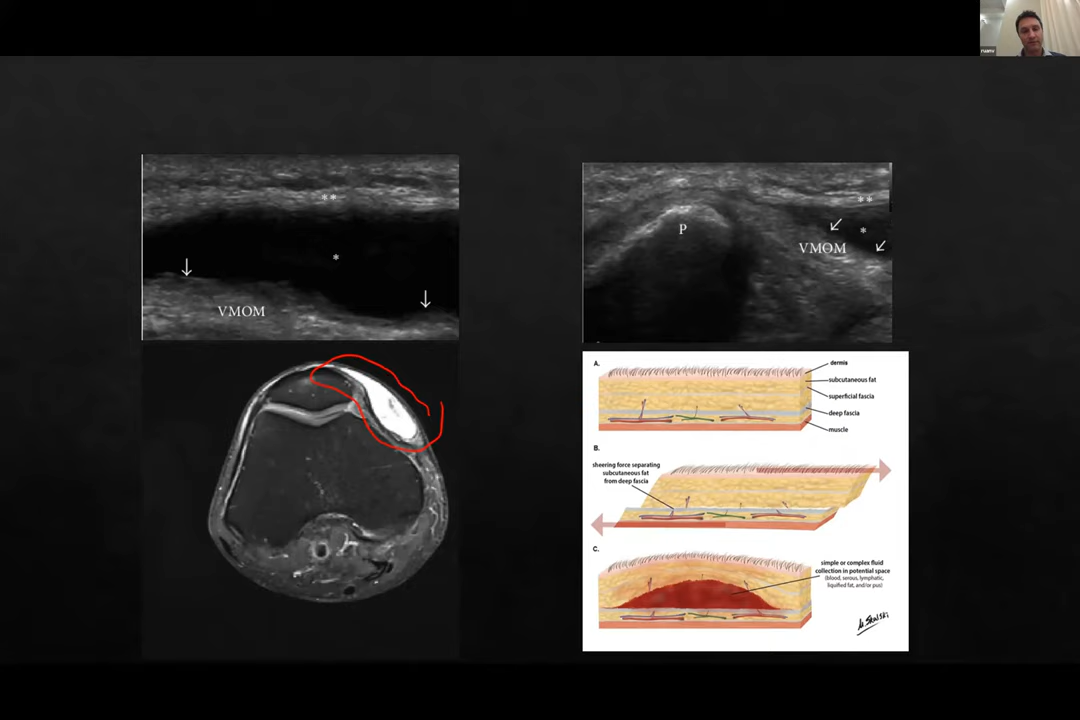 ruanv
**
*
VMOM
**
P
*
VMOM
A.
dermis
subcutaneous fat
superficial fascia
deep fascia
muscle
B.
sheering force separating
subcutaneous fat
from deep fascia
C.
simple or complex fluid
collection in potential space
(blood, serous, lymphatic,
liquified fat, and/or pus)